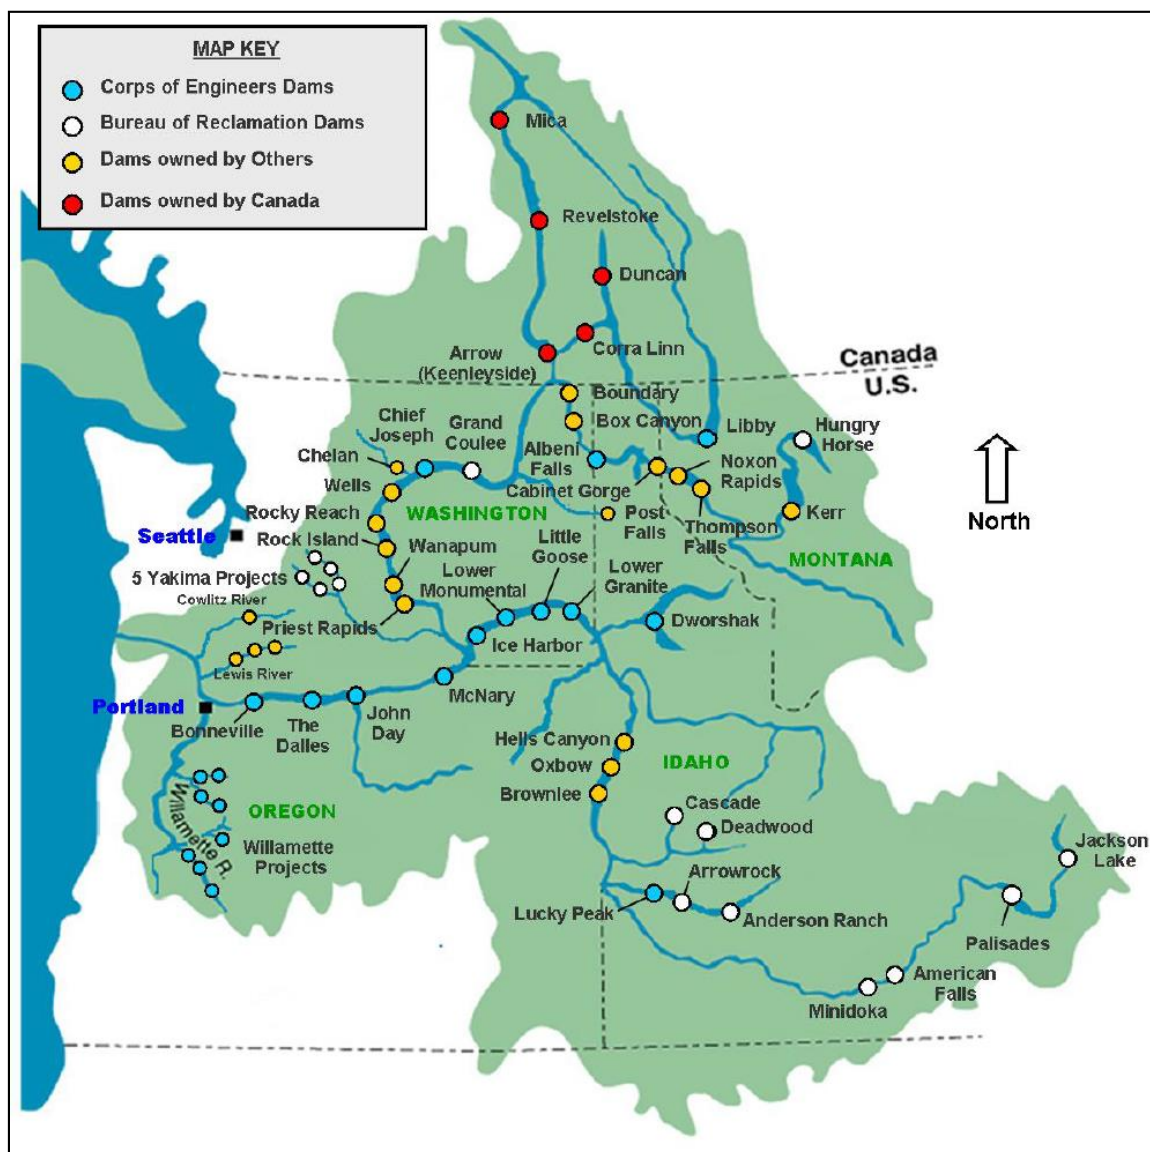 MAP KEY
Corps of Engineers Dams
Bureau of Reclamation Dams
Dams owned by Others
Dams owned by Canada
Mica
Revelstoke
Duncan
Corra Linn
Arrow
(Keenleyside)
Canada
U.S.
Boundary
Box Canyon
Chief
Joseph
Grand
Coulee
Albeni
Falls
Libby
Hungry
Horse
Chelan
Wells
Cabinet Gorge
Noxon
Rapids
Rocky Reach
WASHINGTON
Post
Falls
Thompson
Falls
Kerr
North
Seattle
Rock Island
Wanapum
Little
Goose
MONTANA
5 Yakima Projects
Lower
Monumental
Lower
Granite
Cowlitz River
Priest Rapids
Ice Harbor
Dworshak
Lewis River
McNary
Portland
Bonneville
The
Dalles
John
Day
Hells Canyon
Oxbow
IDAHO
Brownlee
OREGON
Cascade
Deadwood
Willamette R.
Willamette
Projects
Jackson
Lake
Arrowrock
Lucky Peak
Anderson Ranch
Palisades
American
Falls
Minidoka